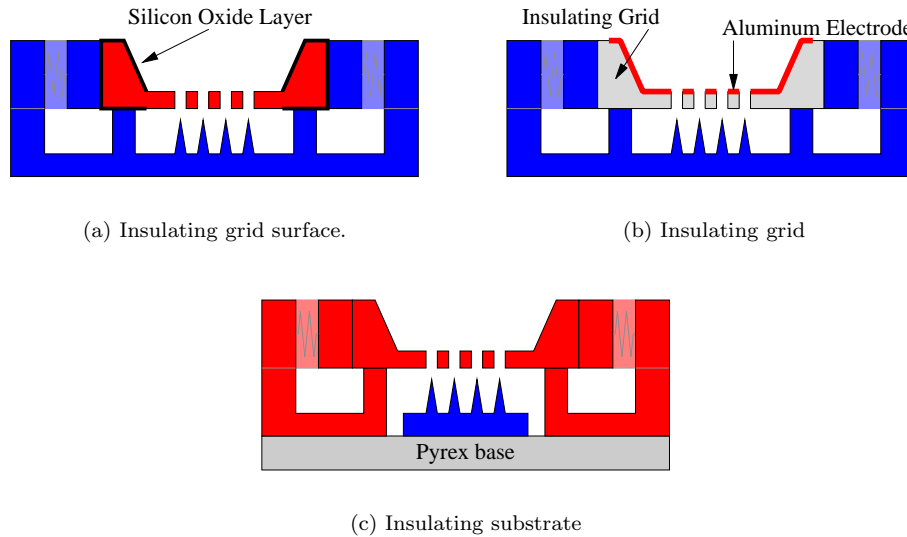 Silicon Oxide Layer
Insulating Grid
Aluminum Electrode
(a) Insulating grid surface.
(b) Insulating grid
Pyrex base
(c) Insulating substrate